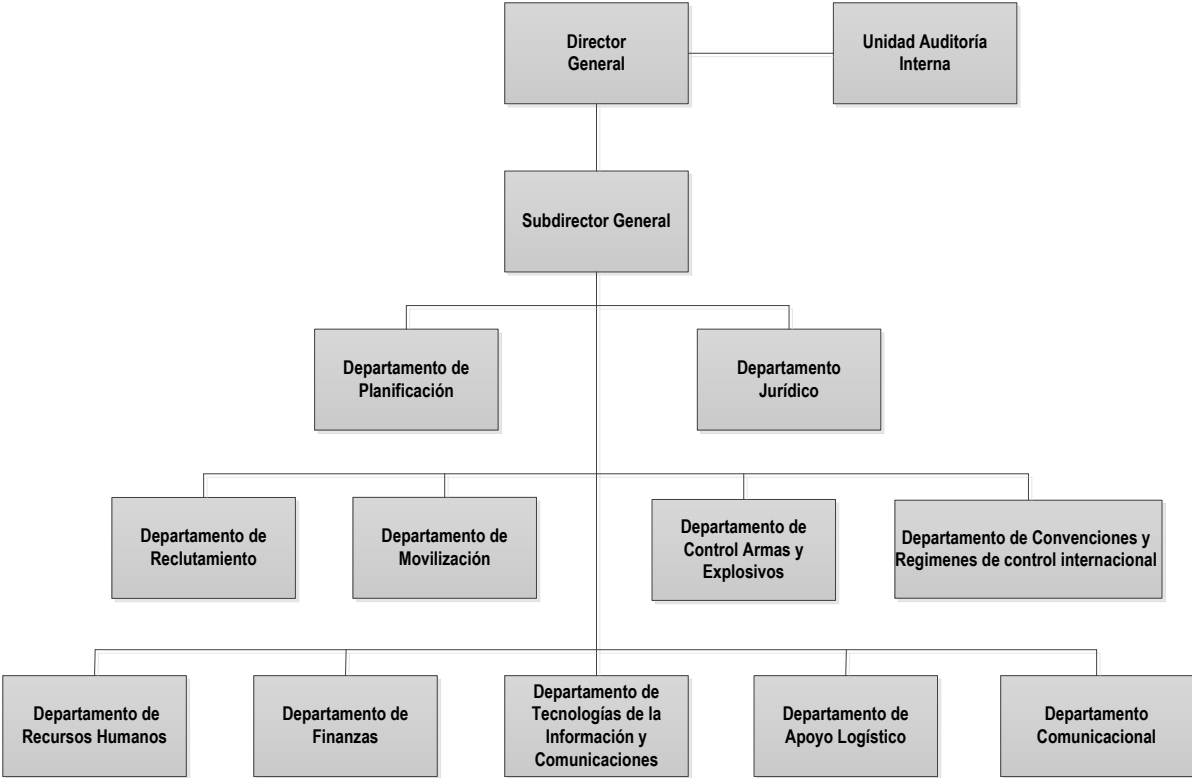 Director
General
Unidad Auditoría
Interna
Subdirector General
Departamento de
Planificación
Departamento
Jurídico
Departamento de
Reclutamiento
Departamento de
Movilización
Departamento de
Control Armas y
Explosivos
Departamento de Convenciones y
Regimenes de control internacional
Departamento de
Recursos Humanos
Departamento de
Finanzas
Departamento de
Tecnologías de la
Información y
Comunicaciones
Departamento de
Apoyo Logístico
Departamento
Comunicacional